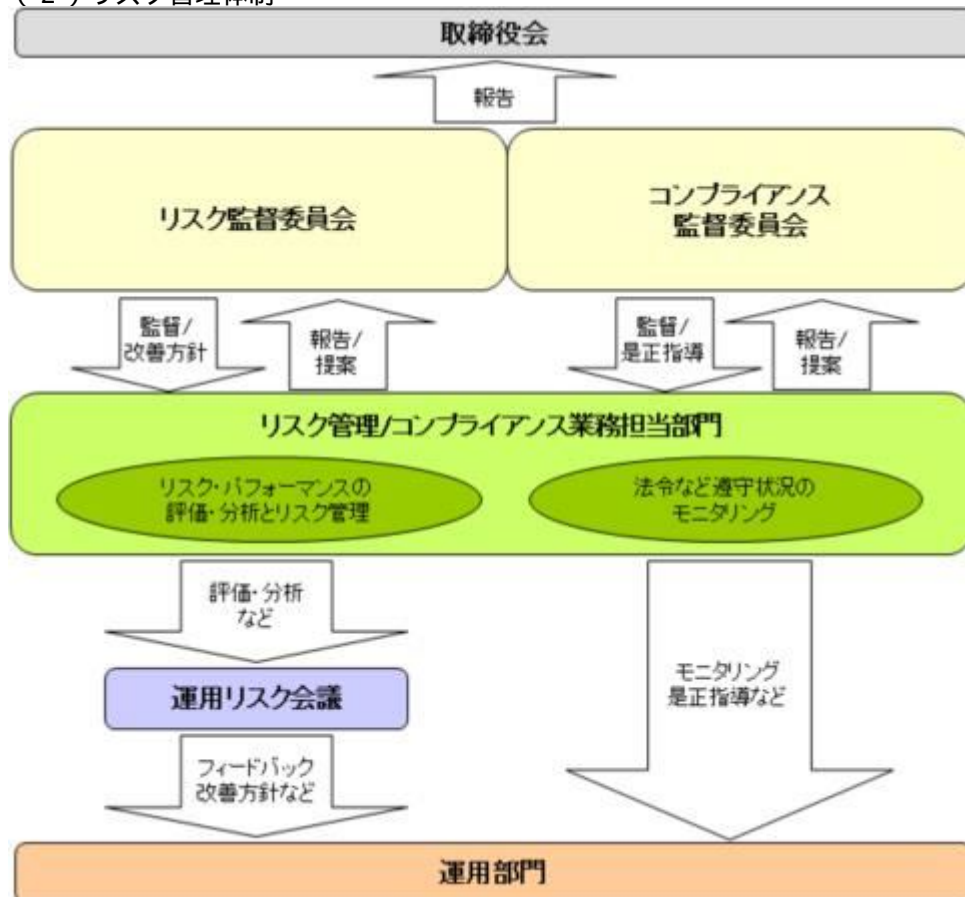 (2)リスク管理体制
取締役会
報告
リスク監督委員会
コンプライアンス
監督委員会
監督/
改善方針
報告/
提案
監督/
是正指導
報告/
提案
リスク管理/コンプライアンス業務担当部門
リスク・パフォーマンスの
評価・分析とリスク管理
法令など遵守状況の
モニタリング
評価・分析
など
運用リスク会議
モニタリング
是正指導など
フィードバック
改善方針など
運用部門